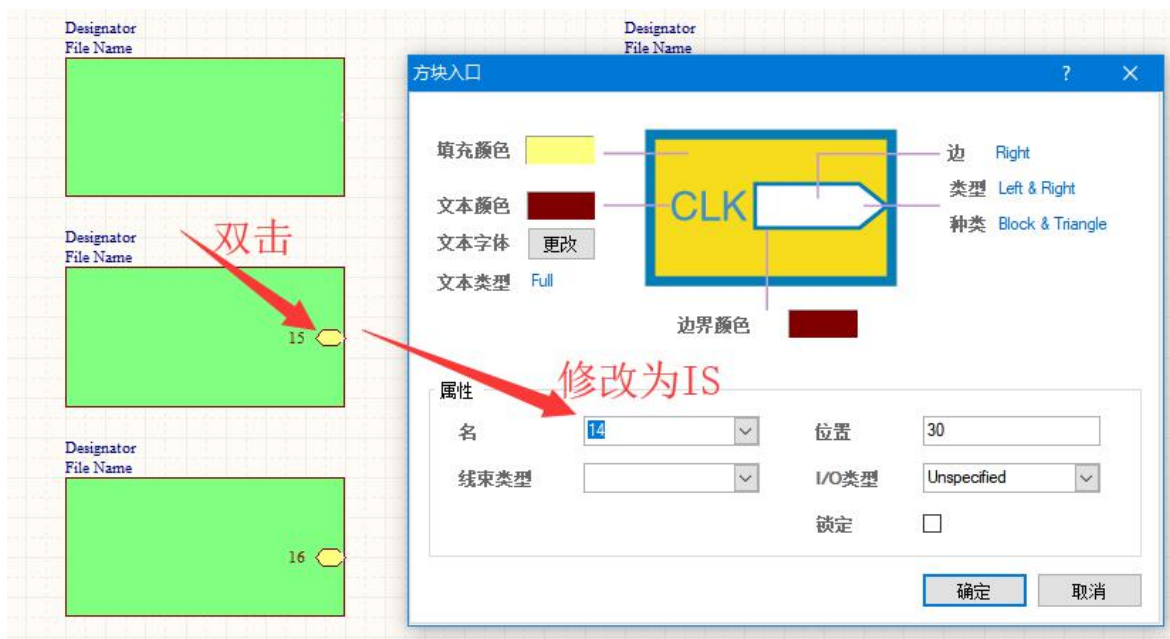 Designator
File Name
Designator
File Name
方块入口
?
填充颜色
CLK
边 Right
文本颜色
类型 Left & Right
文本字体 更改
种类 Block & Triangle
文本类型 Full
边界颜色
Designator
File Name
双击
15
修改为IS
属性
名 14
位置 30
线束类型
I/O类型 Unspecified
锁定
Designator
File Name
16
确定 取消